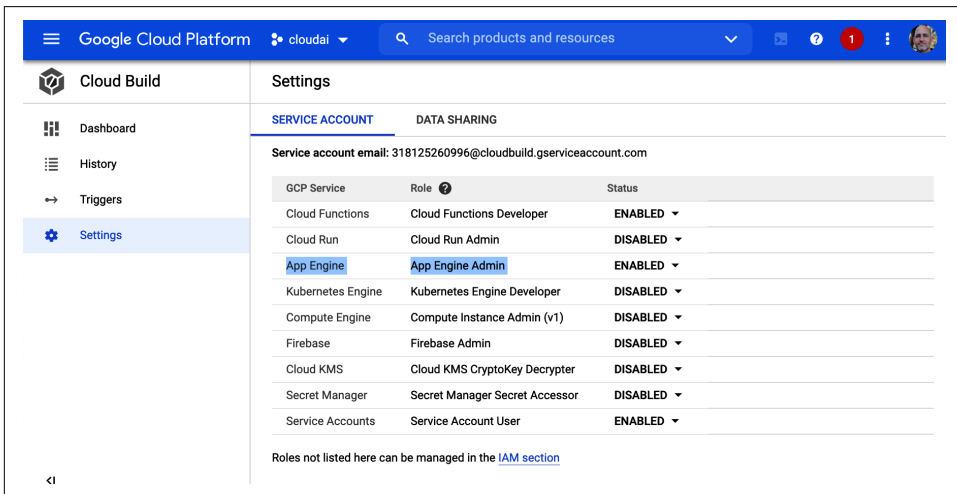 Google Cloud Platform cloudai Search products and resources ? 1
Cloud Build Settings
Dashboard
History
Triggers
Settings
SERVICE ACCOUNT DATA SHARING
Service account email: 318125260996@cloudbuild.gserviceaccount.com
GCP Service Role ? Status
Cloud Functions Cloud Functions Developer ENABLED
Cloud Run Cloud Run Admin DISABLED
App Engine App Engine Admin ENABLED
Kubernetes Engine Kubernetes Engine Developer DISABLED
Compute Engine Compute Instance Admin (v1) DISABLED
Firebase Firebase Admin DISABLED
Cloud KMS Cloud KMS CryptoKey Decrypter DISABLED
Secret Manager Secret Manager Secret Accessor DISABLED
Service Accounts Service Account User ENABLED
Roles not listed here can be managed in the IAM section